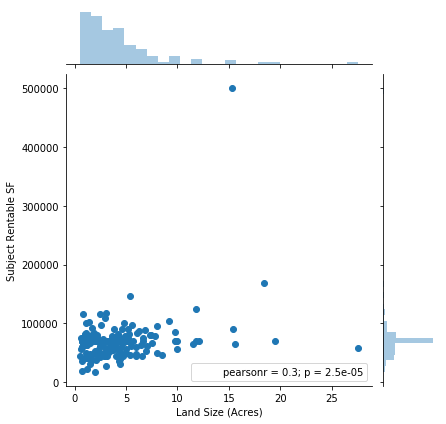 500000
400000
300000
200000
100000
0
Subject Rentable SF
pearsonr = 0.3; p = 2.5e-05
0 5 10 15 20 25
Land Size (Acres)